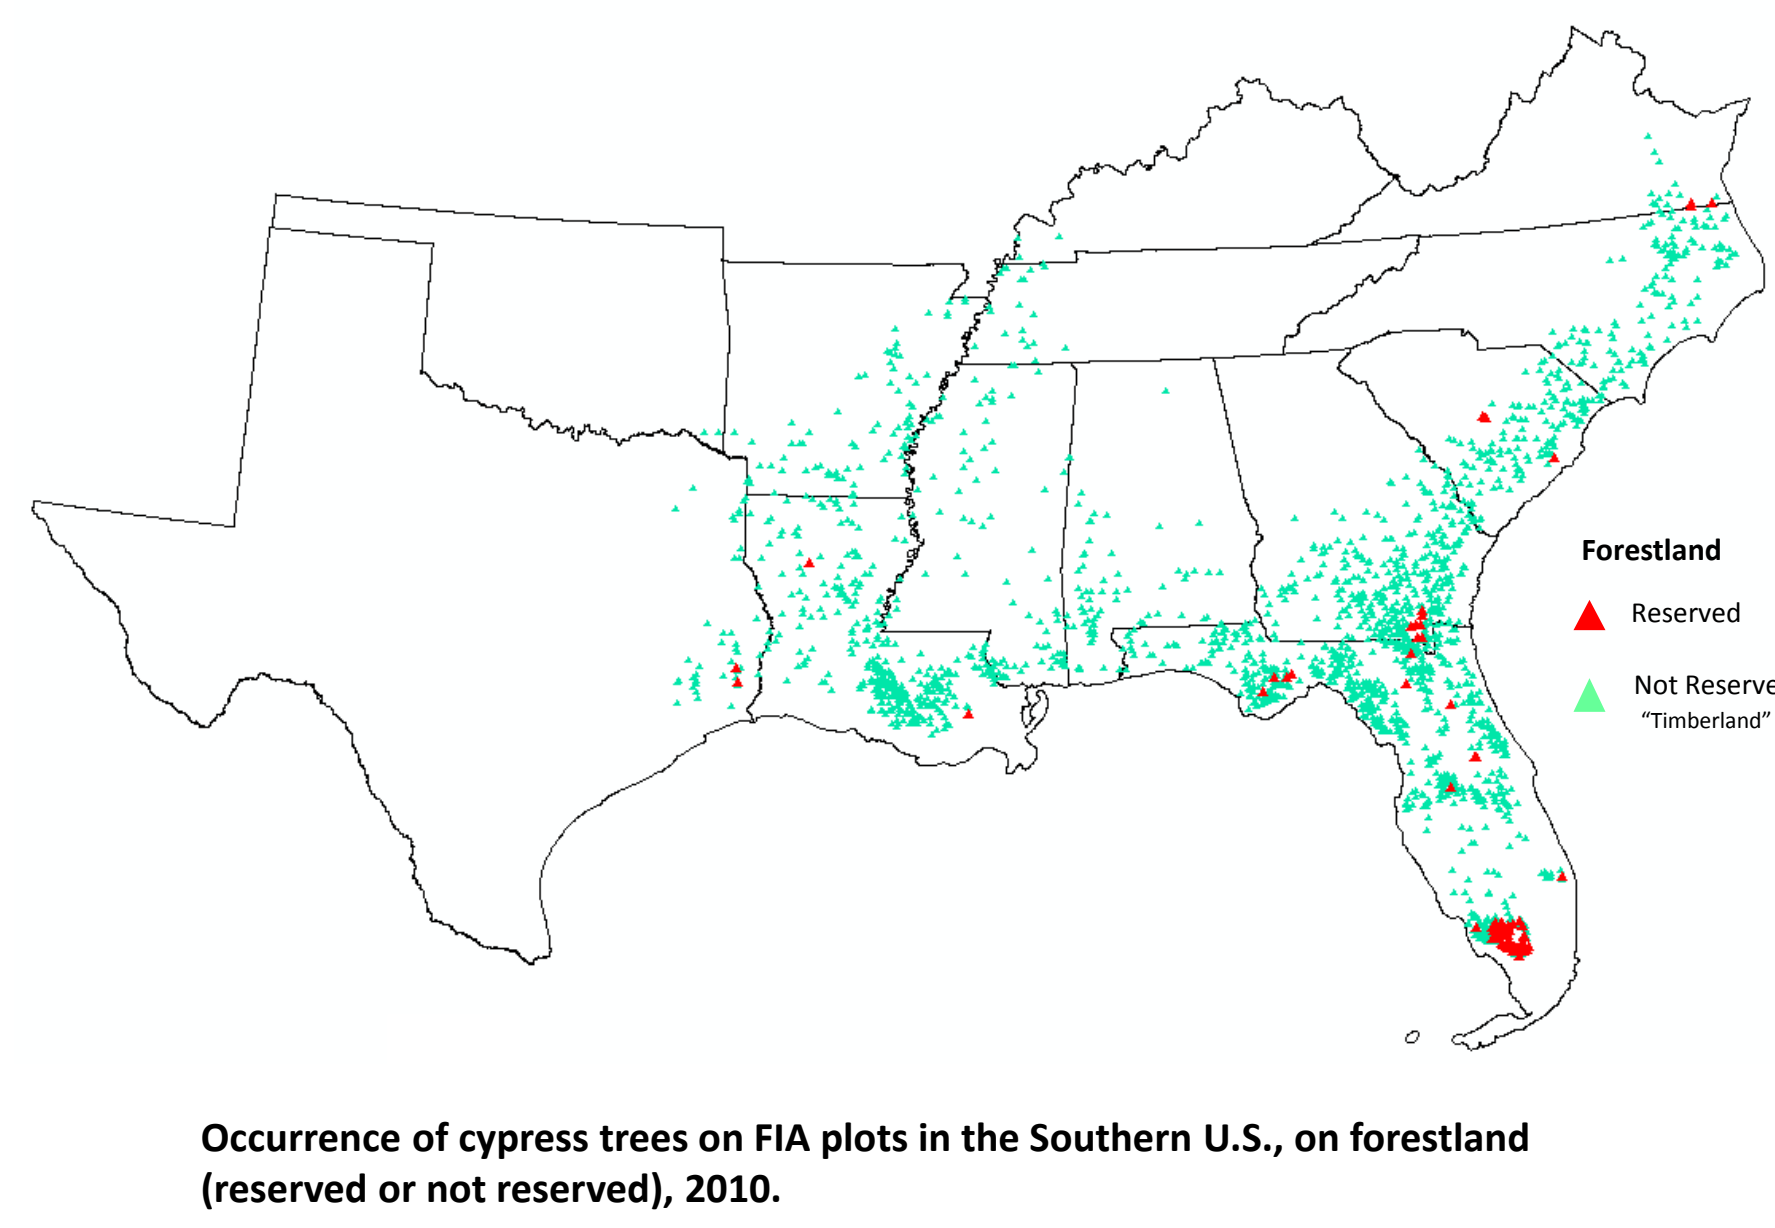 Forestland
Reserved
Not Reserve
“Timberland”
Occurrence of cypress trees on FIA plots in the Southern U.S., on forestland
(reserved or not reserved), 2010.